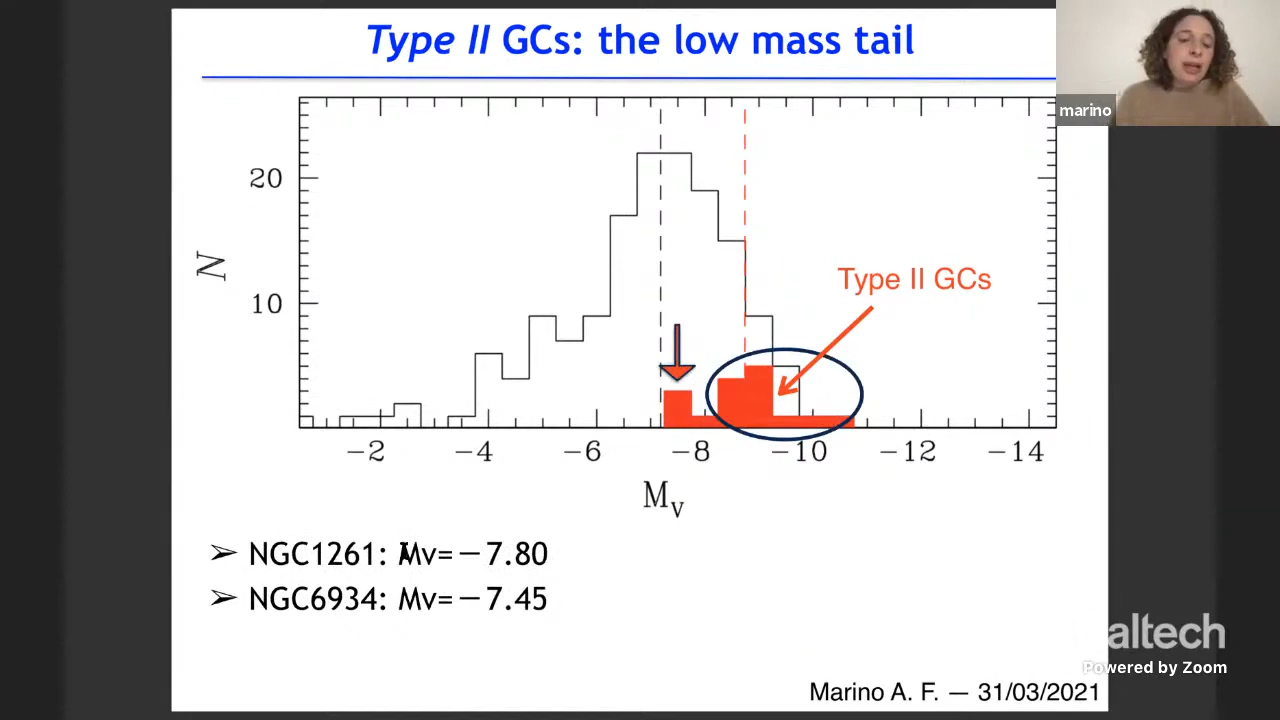 Type II GCs: the low mass tail
marino
20
10
N
Type II GCs
−2 −4 −6 −8 −10 −12 −14
Mv
➢ NGC1261: Mv=−7.80
➢ NGC6934: Mv=−7.45
altech
Powered by Zoom
Marino A. F. — 31/03/2021